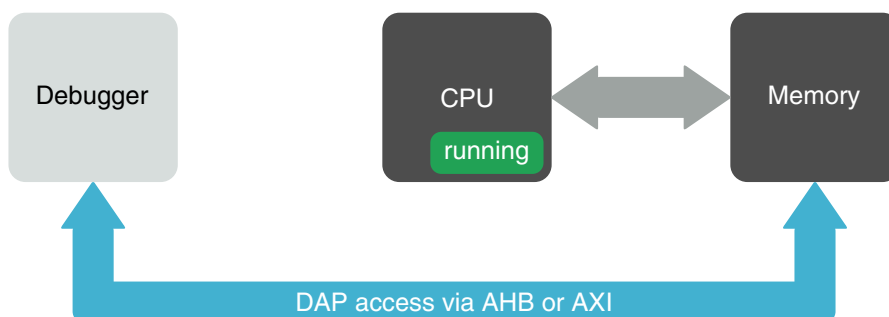 Debugger
CPU
running
Memory
DAP access via AHB or AXI